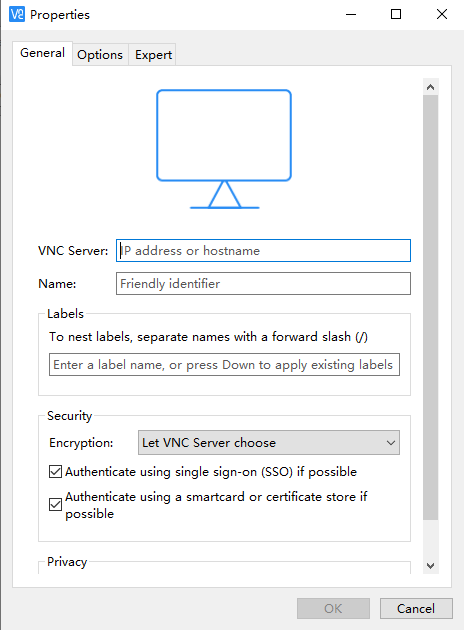 Properties
General Options Expert
VNC Server: IP address or hostname
Name: Friendly identifier
Labels
To nest labels, separate names with a forward slash (/)
Enter a label name, or press Down to apply existing labels
Security
Encryption: Let VNC Server choose
Authenticate using single sign-on (SSO) if possible
Authenticate using a smartcard or certificate store if
possible
Privacy
OK Cancel